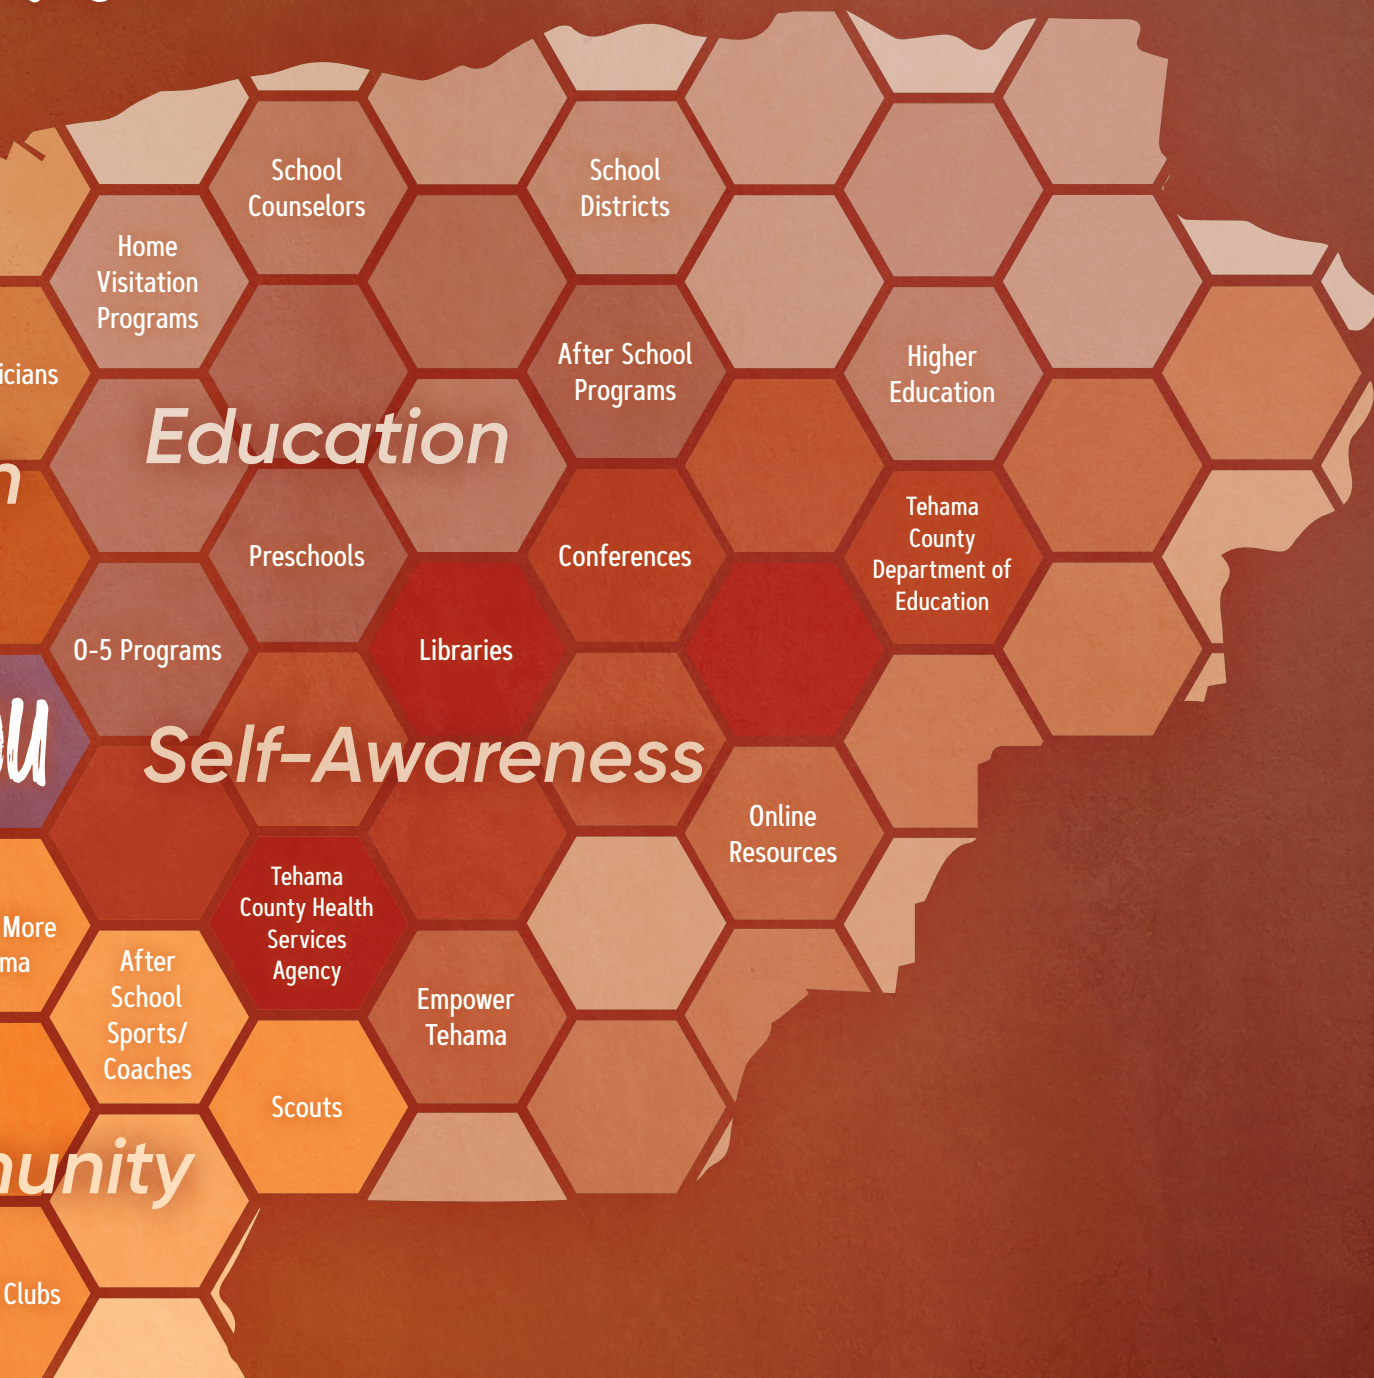 School
Counselors
School
Districts
Home
Visitation
Programs
After School
Programs
Higher
Education
icians
Education
n
Tehama
County
Department of
Education
Preschools
Conferences
0-5 Programs
Libraries
ou
Self-Awareness
Online
Resources
Tehama
County Health
Services
Agency
More
ma
After
School
Sports/
Coaches
Empower
Tehama
Scouts
unity
Clubs